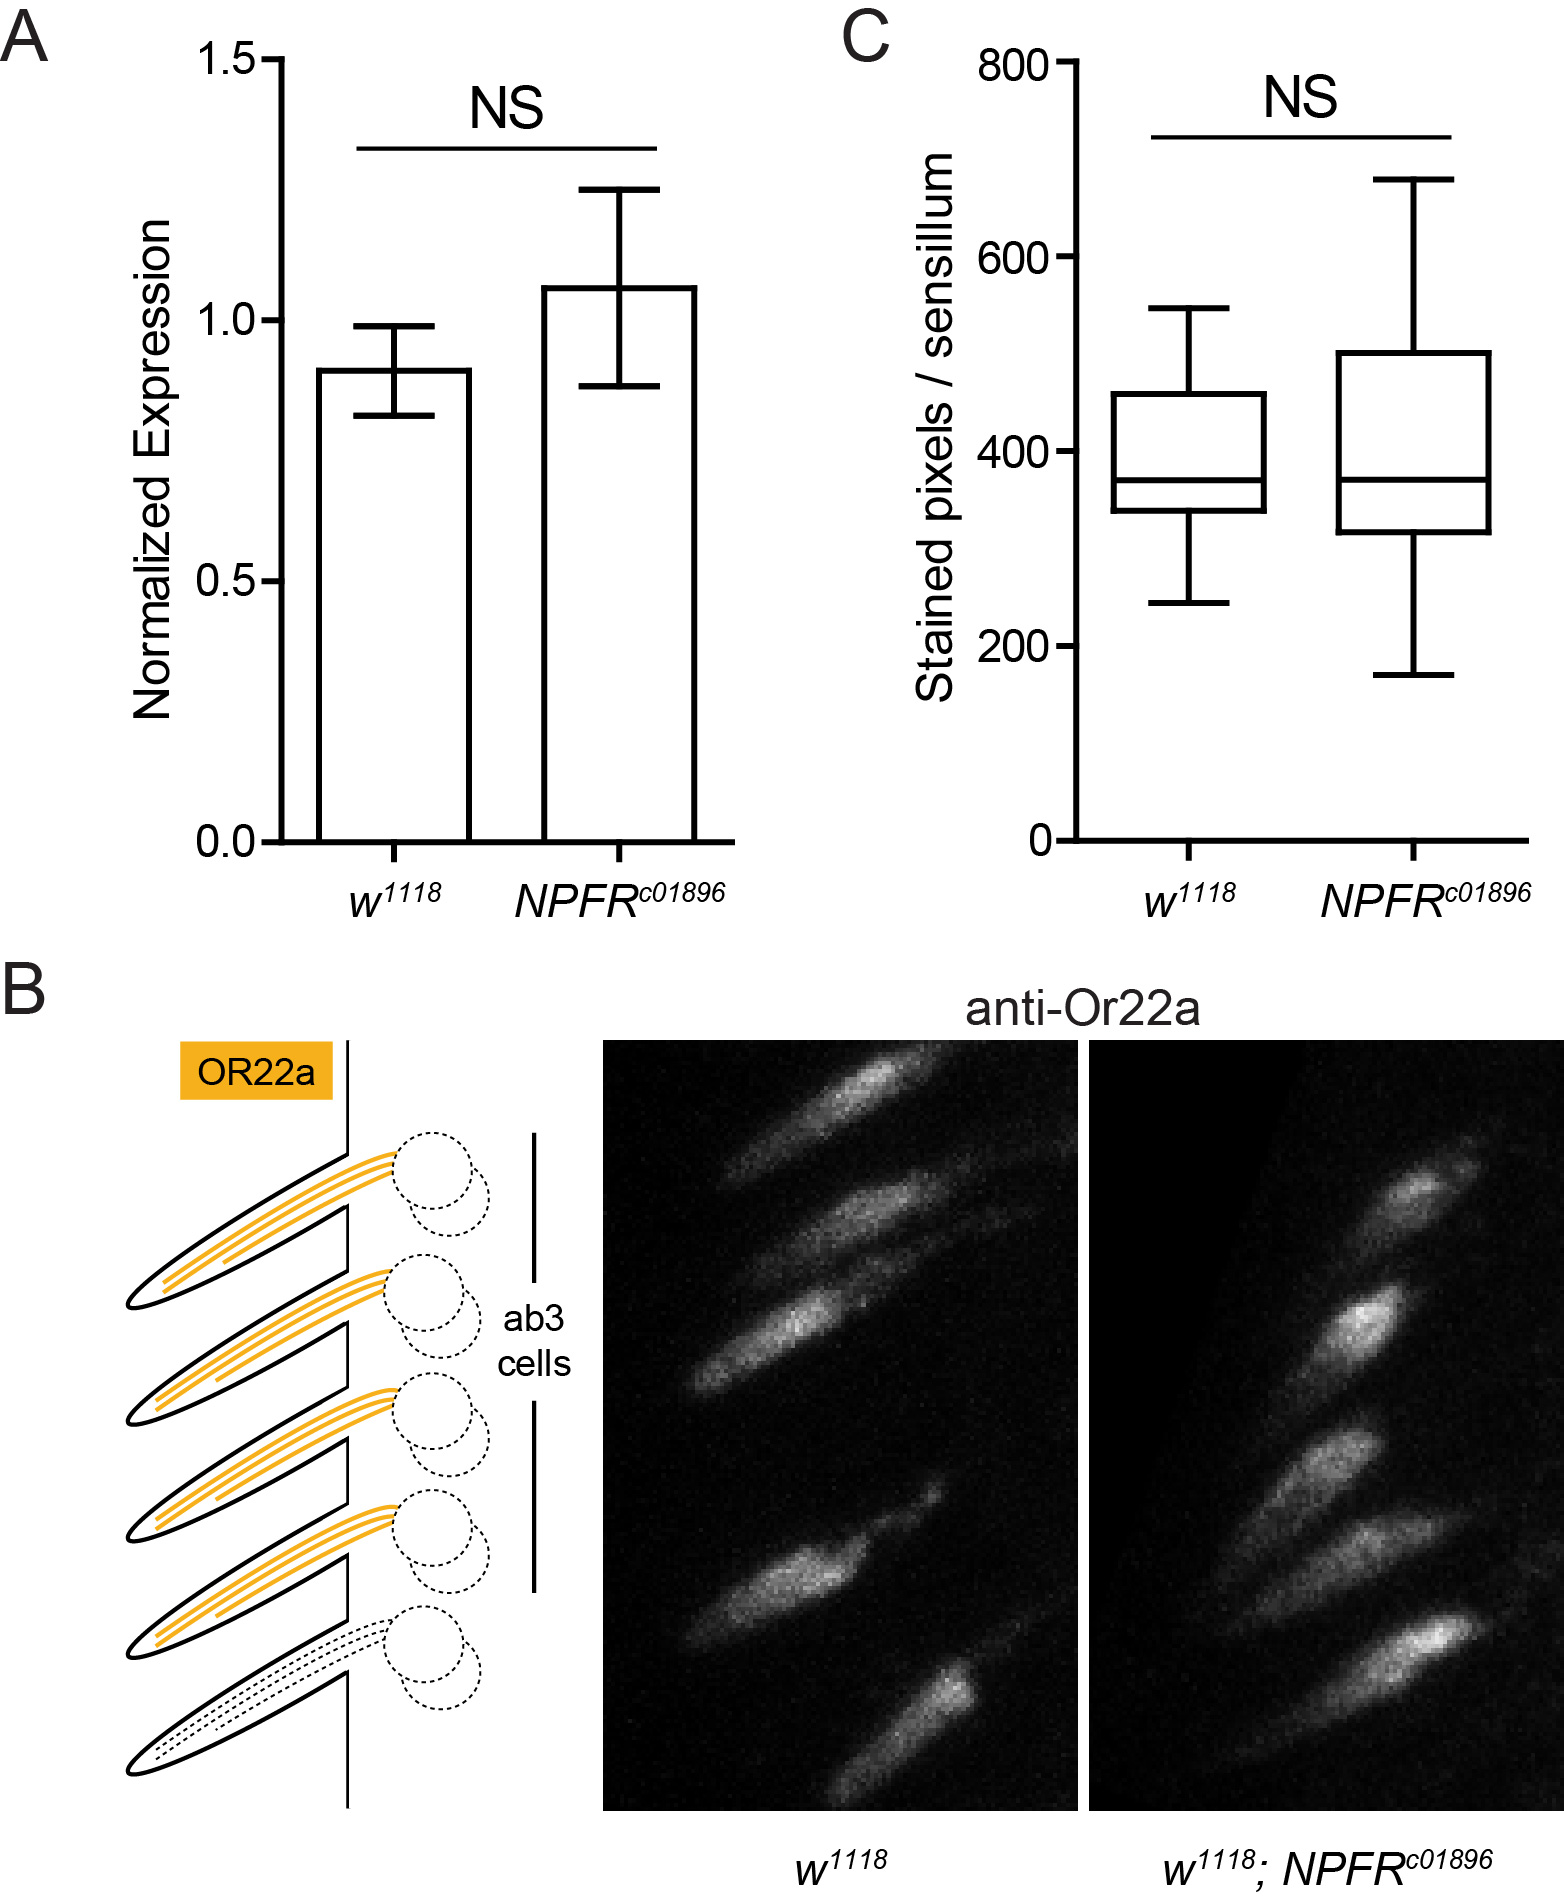 A
1.5
1.0
0.5
0.0
Normalized Expression
NS
w1118
NPFRc01896
C
800
600
400
200
0
Stained pixels / sensillum
NS
w1118
NPFRc01896
B
OR22a
ab3
cells
anti-Or22a
w1118
w1118; NPFRc01896